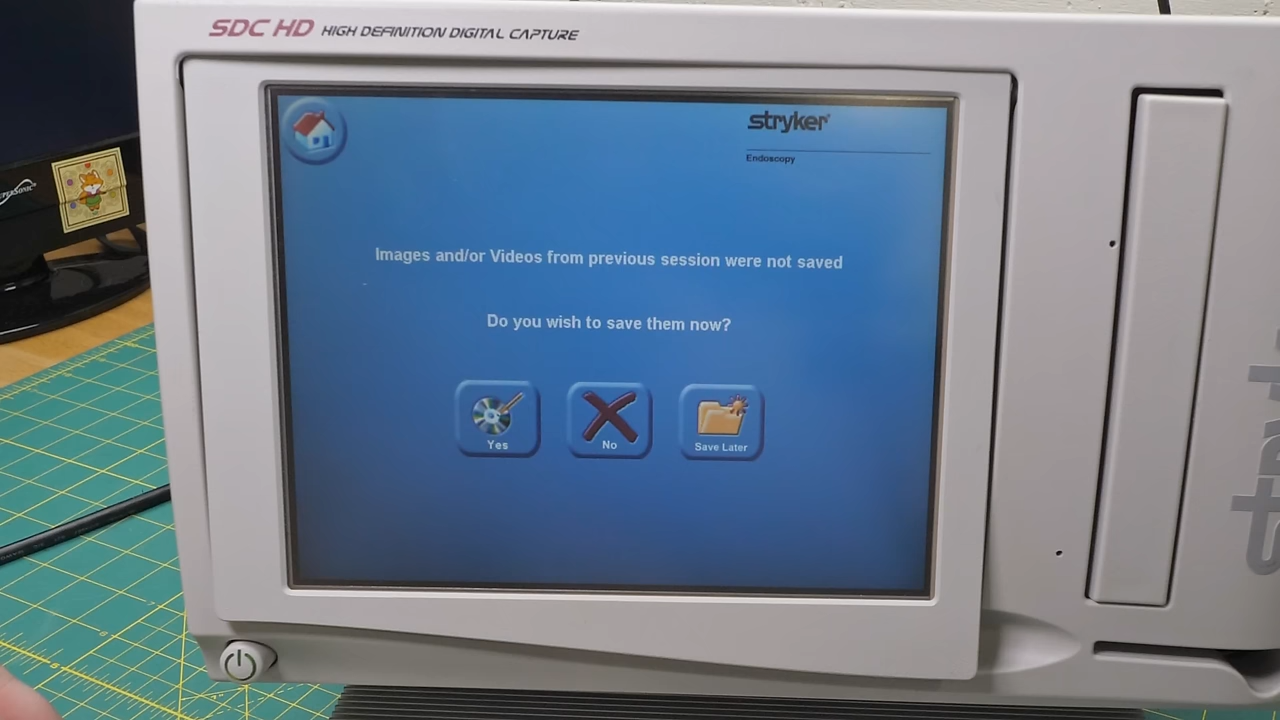 SDC HD HIGH DEFINITION DIGITAL CAPTURE
stryker
Endoscopy
Images and/or Videos from previous session were not saved
Do you wish to save them now?
Yes
No
Save Later
SUPERSONIC